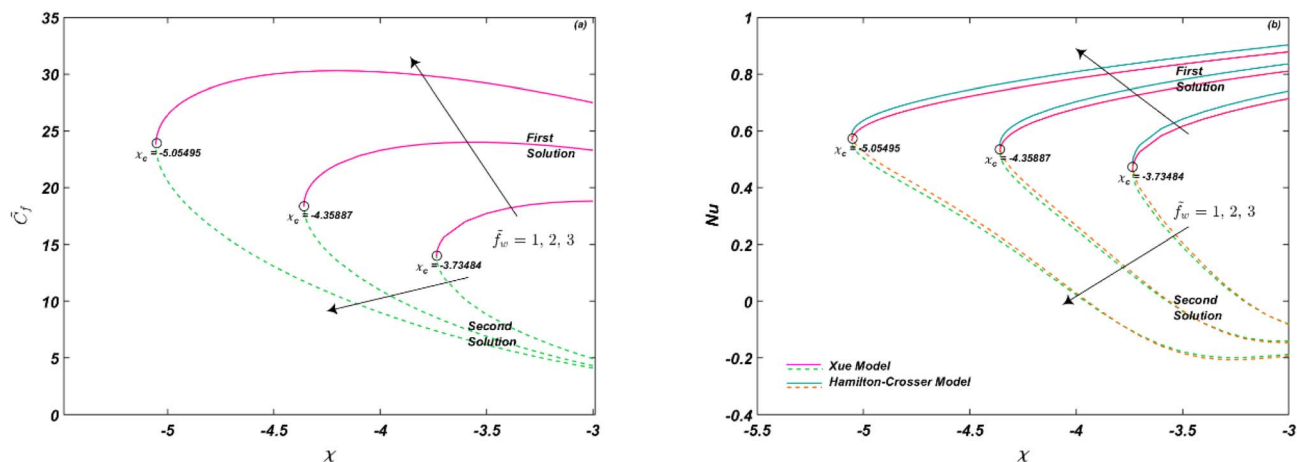 (a)
35
30
25
20
15
10
5
0
C̄f
First
Solution
χc = -5.05495
χc = -4.35887
f̃w = 1, 2, 3
χc = -3.73484
Second
Solution
-5 -4.5 -4 -3.5 -3
χ
(b)
1
0.8
0.6
0.4
0.2
0
-0.2
-0.4
Nu
First
Solution
χc = -5.05495
χc = -4.35887
χc = -3.73484
f̃w = 1, 2, 3
Second
Solution
Xue Model
Hamilton-Crosser Model
-5.5 -5 -4.5 -4 -3.5 -3
χ